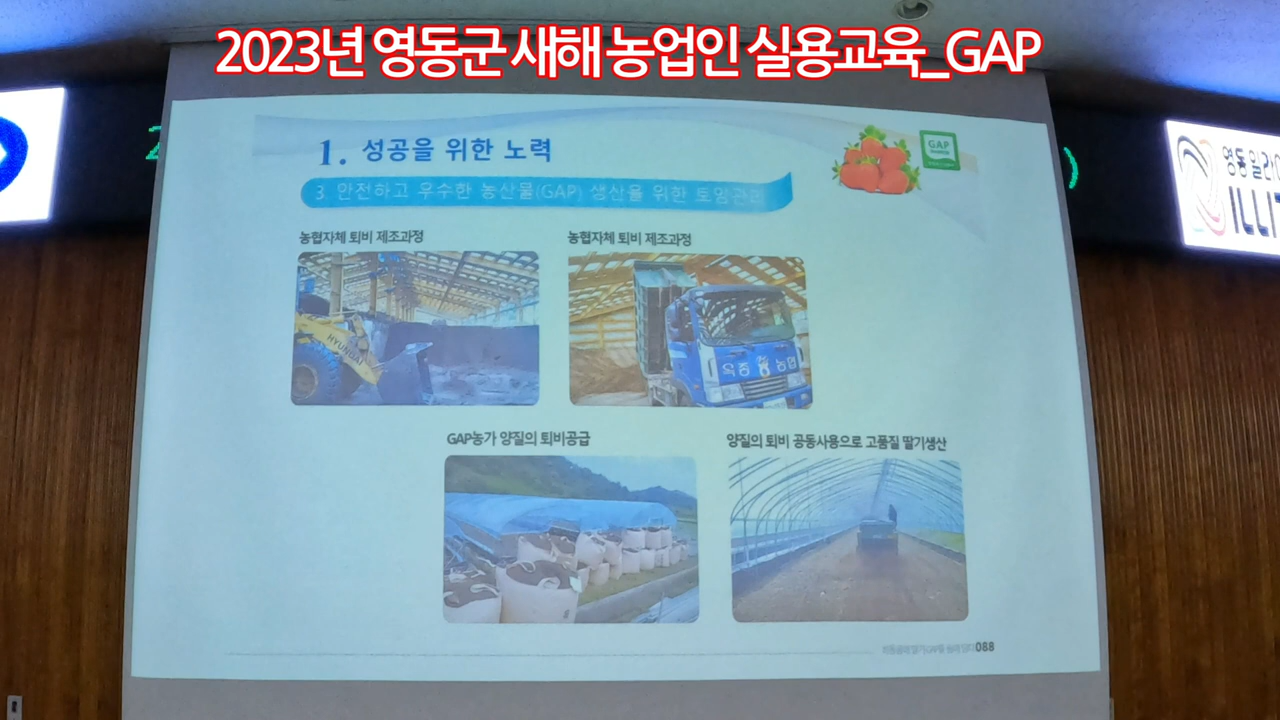 2023년 영동군 새해 농업인 실용교육_GAP
1. 성공을 위한 노력
GAP
3. 안전하고 우수한 농산물(GAP) 생산을 위한 토양관리
농협자체 퇴비 제조과정
농협자체 퇴비 제조과정
HYUNDAI
옥종 농협
GAP농가 양질의 퇴비공급
양질의 퇴비 공동사용으로 고품질 딸기생산
088
영동 일라이
ILLI